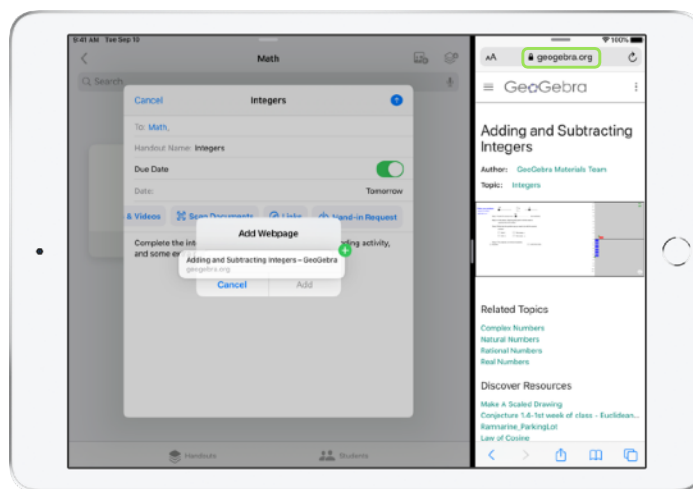 9:41 AM Tue Sep 10
Math
Search
Cancel
Integers
To: Math,
Handout Name: Integers
Due Date
Date:
Tomorrow
& Videos
Scan Documents
Links
Hand-in Request
Complete the int
ding activity,
and some ex
Add Webpage
Adding and Subtracting Integers – GeoGebra
geogebra.org
Cancel
Add
Handouts
Students
100%
AA
geogebra.org
GeoGebra
Adding and Subtracting
Integers
Author: GeoGebra Materials Team
Topic: Integers
Related Topics
Complex Numbers
Natural Numbers
Rational Numbers
Real Numbers
Discover Resources
Make A Scaled Drawing
Conjecture 1.4-1st week of class - Euclidean...
Ramnarine_ParkingLot
Law of Cosine